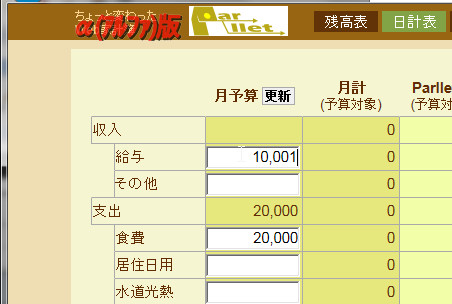 ちょっと変わった
α(ｱﾙﾌｧ)版
Parllet
残高表 日計表
月予算 更新 月計 Parlle
(予算対象) (予算対
収入 0
給与 10,001 0
その他 0
支出 20,000 0
食費 20,000 0
居住日用 0
水道光熱 0